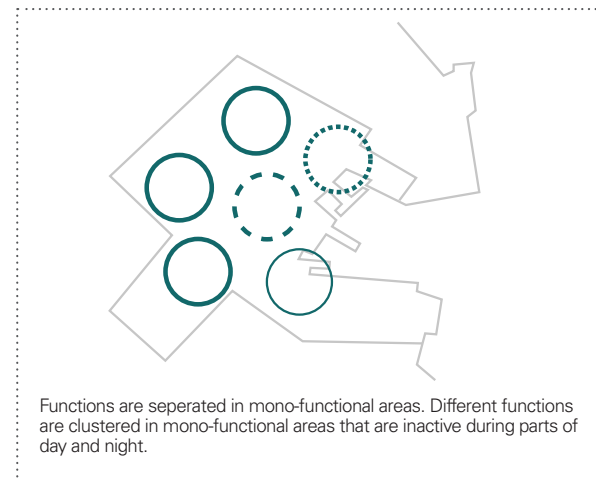 Functions are seperated in mono-functional areas. Different functions
are clustered in mono-functional areas that are inactive during parts of
day and night.